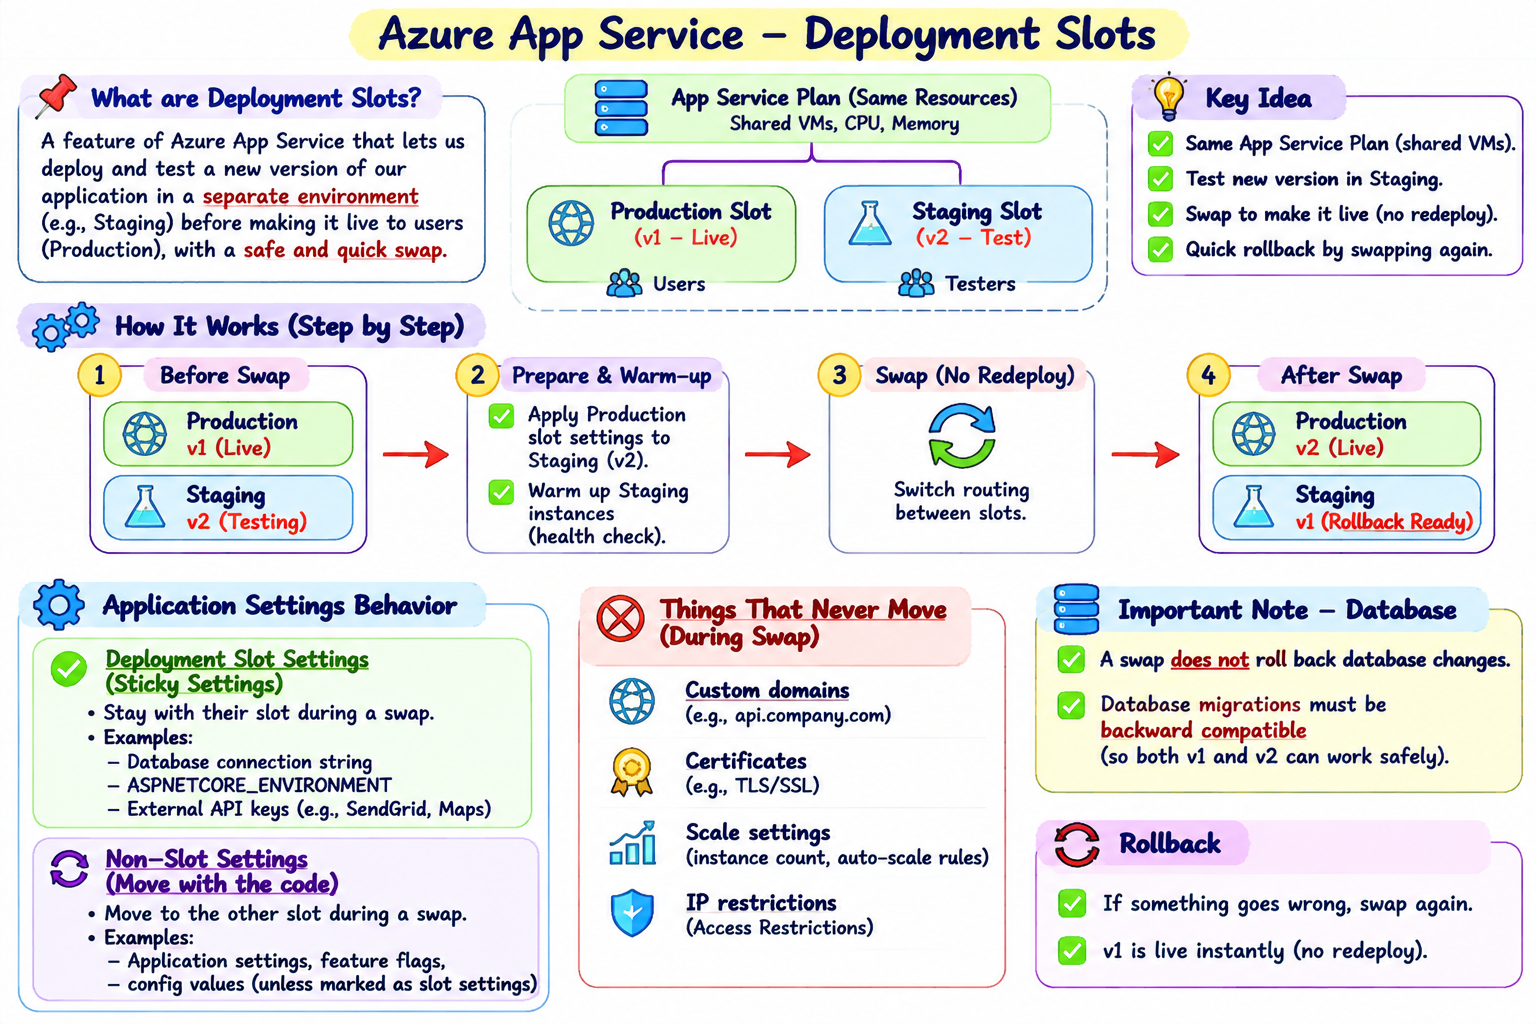 Azure App Service – Deployment Slots
What are Deployment Slots?
A feature of Azure App Service that lets us
deploy and test a new version of our
application in a separate environment
(e.g., Staging) before making it live to users
(Production), with a safe and quick swap.
App Service Plan (Same Resources)
Shared VMs, CPU, Memory
Production Slot
(v1 – Live)
Users
Staging Slot
(v2 – Test)
Testers
Key Idea
Same App Service Plan (shared VMs).
Test new version in Staging.
Swap to make it live (no redeploy).
Quick rollback by swapping again.
How It Works (Step by Step)
1
Before Swap
Production
v1 (Live)
Staging
v2 (Testing)
2
Prepare & Warm-up
Apply Production
slot settings to
Staging (v2).
Warm up Staging
instances
(health check).
3
Swap (No Redeploy)
Switch routing
between slots.
4
After Swap
Production
v2 (Live)
Staging
v1 (Rollback Ready)
Application Settings Behavior
Deployment Slot Settings
(Sticky Settings)
• Stay with their slot during a swap.
• Examples:
– Database connection string
– ASPNETCORE_ENVIRONMENT
– External API keys (e.g., SendGrid, Maps)
Non-Slot Settings
(Move with the code)
• Move to the other slot during a swap.
• Examples:
– Application settings, feature flags,
– config values (unless marked as slot settings)
Things That Never Move
(During Swap)
Custom domains
(e.g., api.company.com)
Certificates
(e.g., TLS/SSL)
Scale settings
(instance count, auto-scale rules)
IP restrictions
(Access Restrictions)
Important Note – Database
A swap does not roll back database changes.
Database migrations must be
backward compatible
(so both v1 and v2 can work safely).
Rollback
If something goes wrong, swap again.
v1 is live instantly (no redeploy).